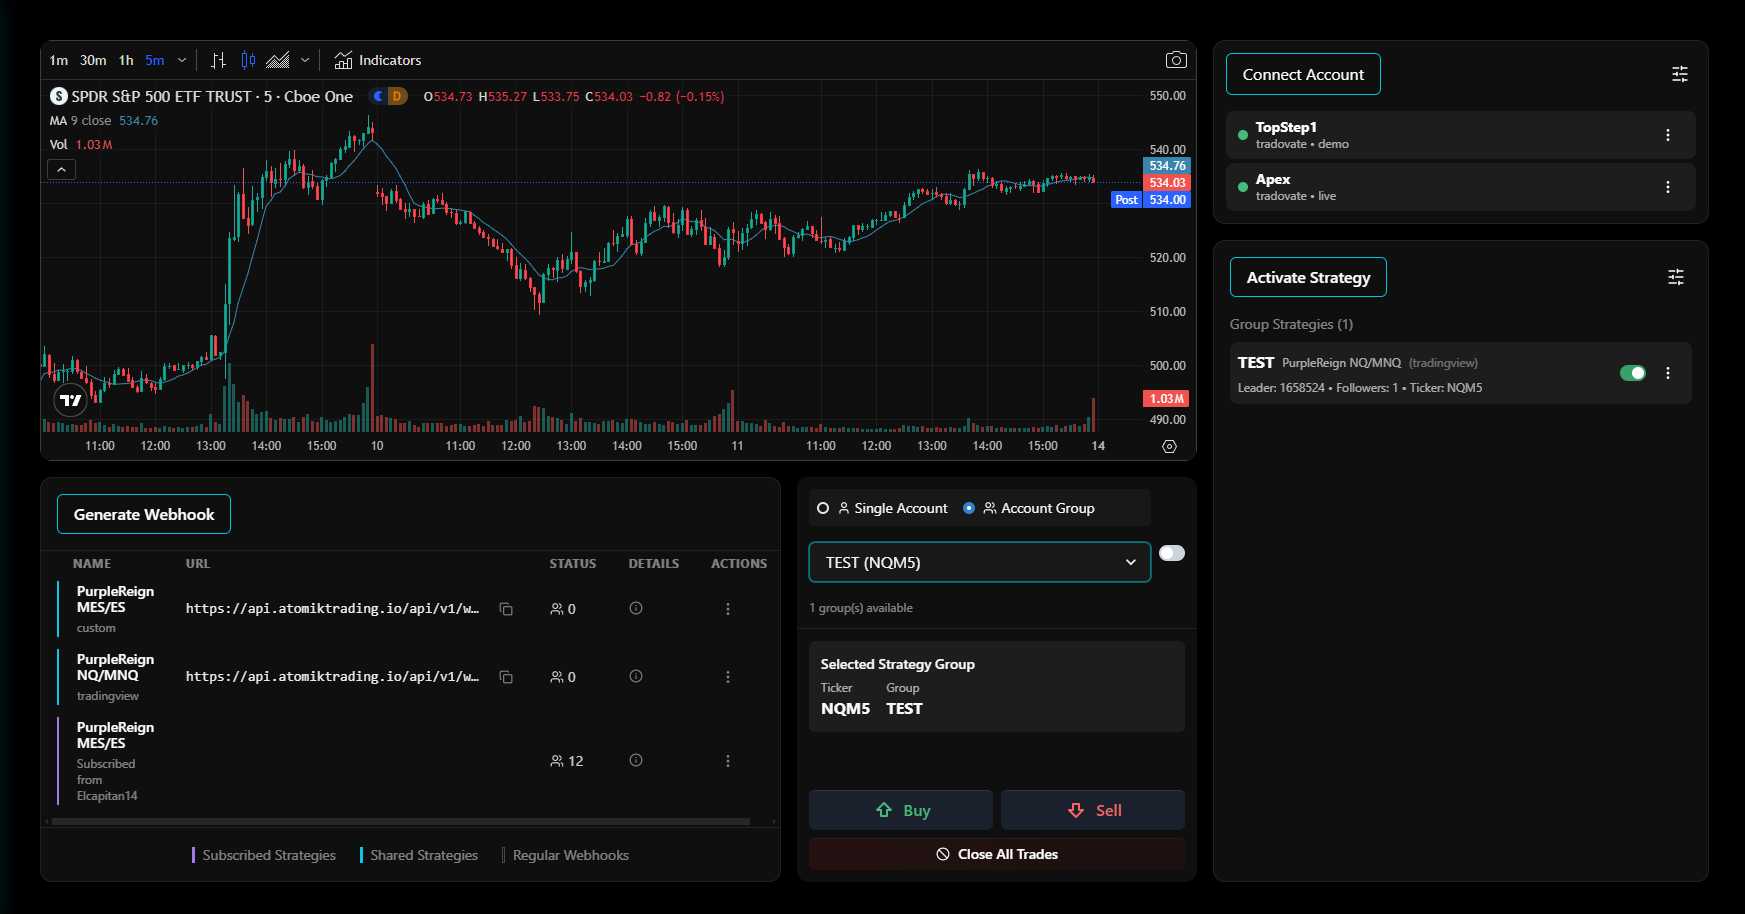 1m 30m 1h 5m Indicators
S SPDR S&P 500 ETF TRUST · 5 · Cboe One D O534.73 H535.27 L533.75 C534.03 −0.82 (−0.15%)
MA 9 close 534.76
Vol 1.03M
550.00
540.00
534.76
534.03
Post 534.00
520.00
510.00
500.00
1.03M
490.00
11:00 12:00 13:00 14:00 15:00 10 11:00 12:00 13:00 14:00 15:00 11 11:00 12:00 13:00 14:00 15:00 14
Connect Account
TopStep1
tradovate • demo
Apex
tradovate • live
Activate Strategy
Group Strategies (1)
TEST PurpleReign NQ/MNQ (tradingview)
Leader: 1658524 • Followers: 1 • Ticker: NQM5
Generate Webhook
NAME URL STATUS DETAILS ACTIONS
PurpleReign
MES/ES
custom
https://api.atomiktrading.io/api/v1/w… 0
PurpleReign
NQ/MNQ
tradingview
https://api.atomiktrading.io/api/v1/w… 0
PurpleReign
MES/ES
Subscribed
from
Elcapitan14
12
Subscribed Strategies Shared Strategies Regular Webhooks
Single Account Account Group
TEST (NQM5)
1 group(s) available
Selected Strategy Group
Ticker Group
NQM5 TEST
Buy Sell
Close All Trades